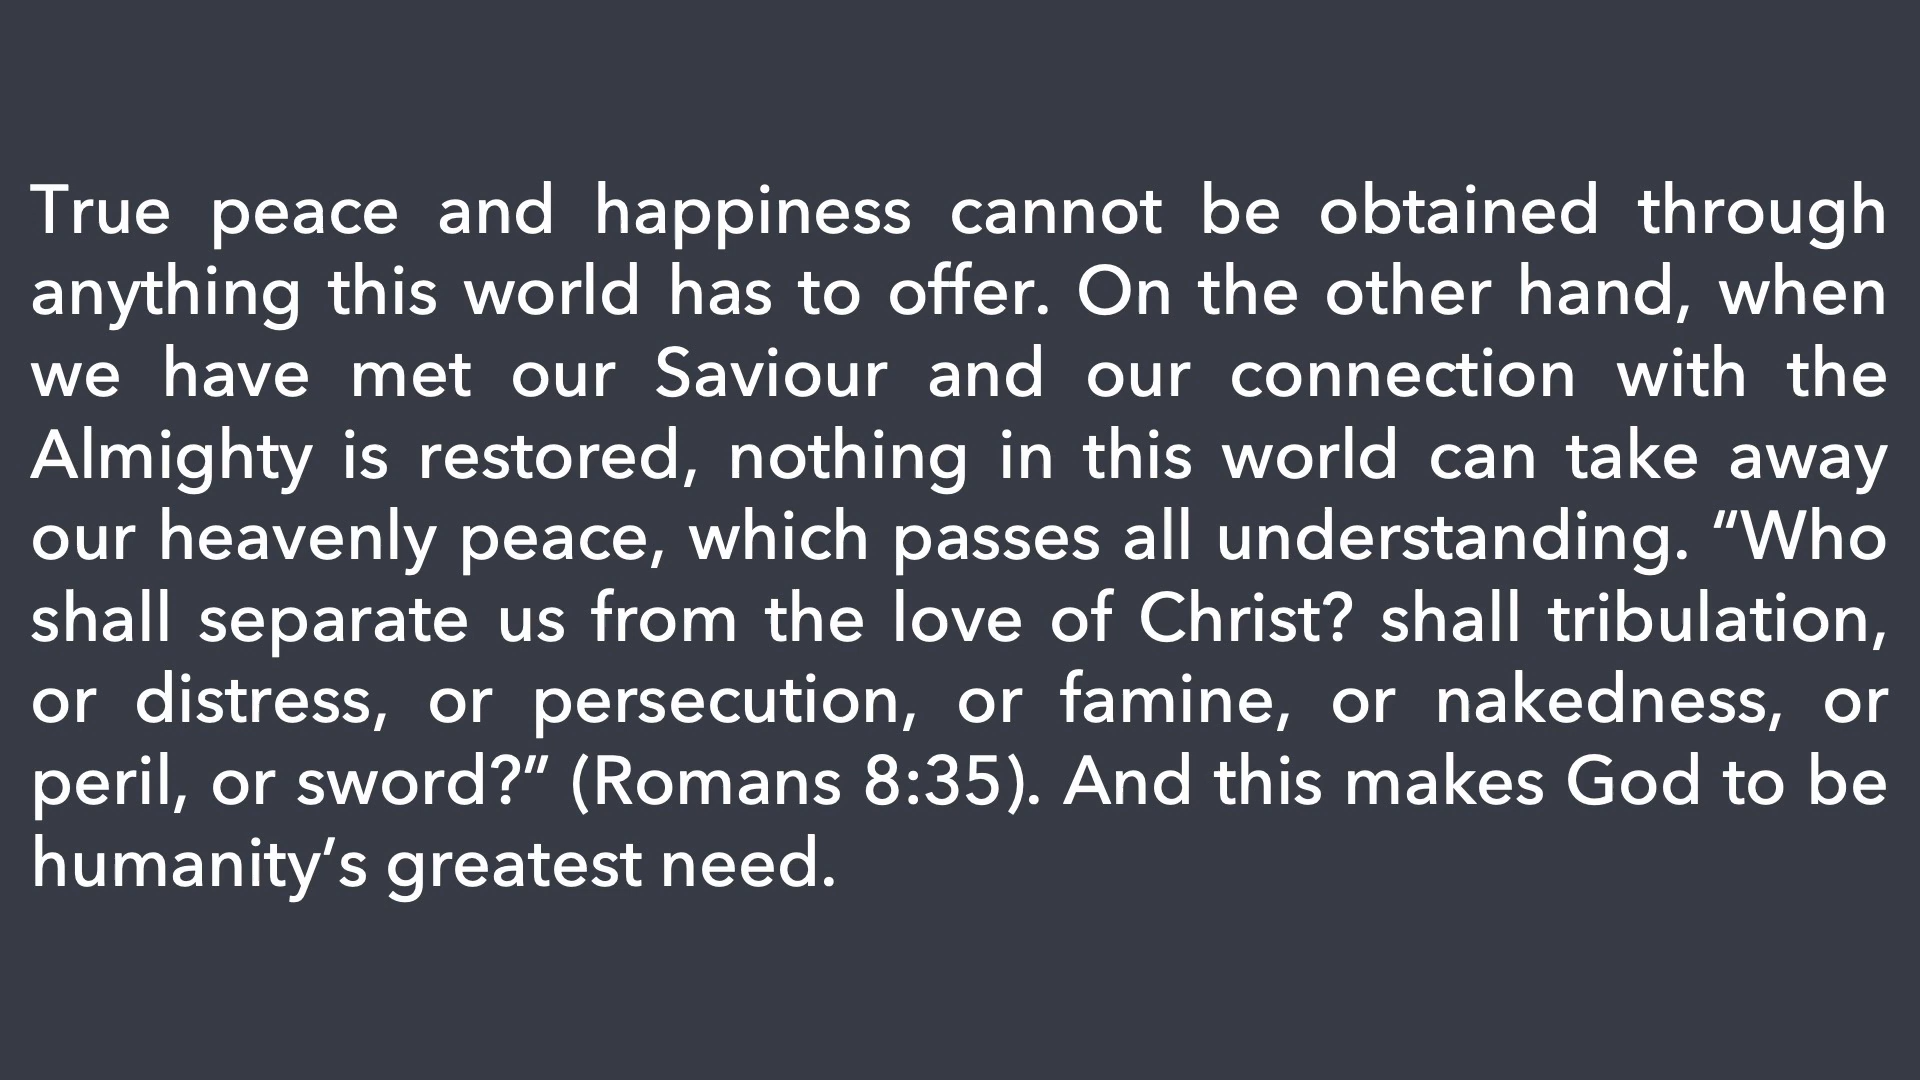 True peace and happiness cannot be obtained through
anything this world has to offer. On the other hand, when
we have met our Saviour and our connection with the
Almighty is restored, nothing in this world can take away
our heavenly peace, which passes all understanding. “Who
shall separate us from the love of Christ? shall tribulation,
or distress, or persecution, or famine, or nakedness, or
peril, or sword?” (Romans 8:35). And this makes God to be
humanity’s greatest need.